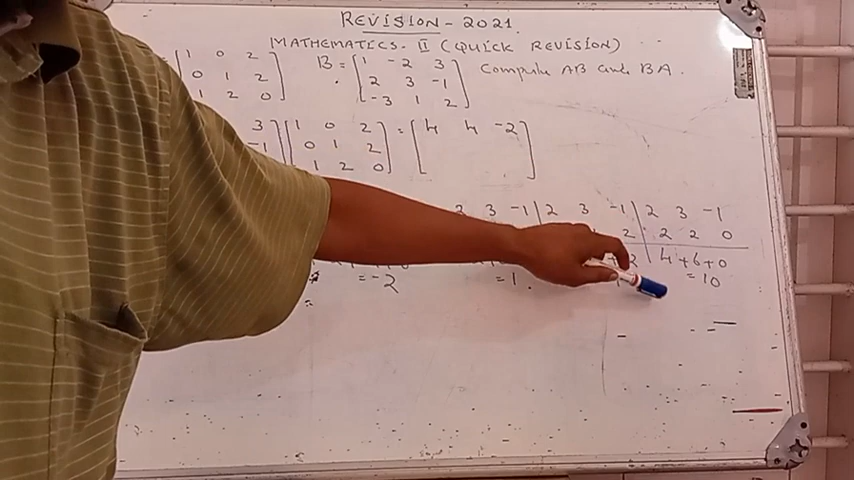 REVISION - 2021.
MATHEMATICS - II (QUICK REVISION)
1 0 2 B = 1 -2 3 Compute AB and BA.
0 1 2 2 3 -1
1 2 0 -3 1 2
3 1 0 2 = 4 4 -2
-1 0 1 2
1 2 0
2 3 -1 2 3 -1 2 3 -1
2 2 2 0
2 4+6+0
= -2 = 1. = 10
=